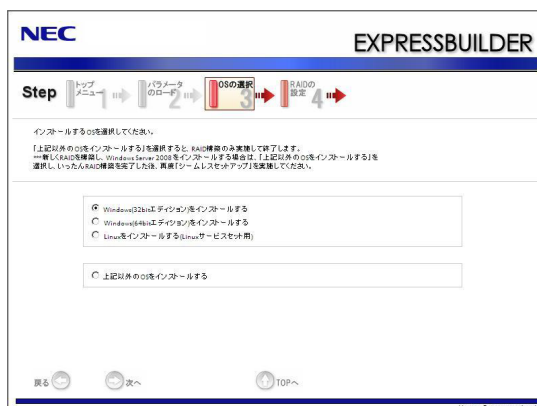 NEC
EXPRESSBUILDER
Step
トップ
メニュー 1
パラメータ
のロード 2
OSの選択
3
RAIDの
設定 4
インストールするOSを選択してください。
「上記以外のOSをインストールする」を選択すると、RAID構築のみ実施して終了します。
***新しくRAIDを構築し、Windows Server 2008をインストールする場合は、「上記以外のOSをインストールする」を
選択し、いったんRAID構築を完了した後、再度「シームレスセットアップ」を実施してください。
Windows(32bitエディション)をインストールする
Windows(64bitエディション)をインストールする
Linuxをインストールする(Linuxサービスセット用)
上記以外のOSをインストールする
戻る
次へ
TOPへ